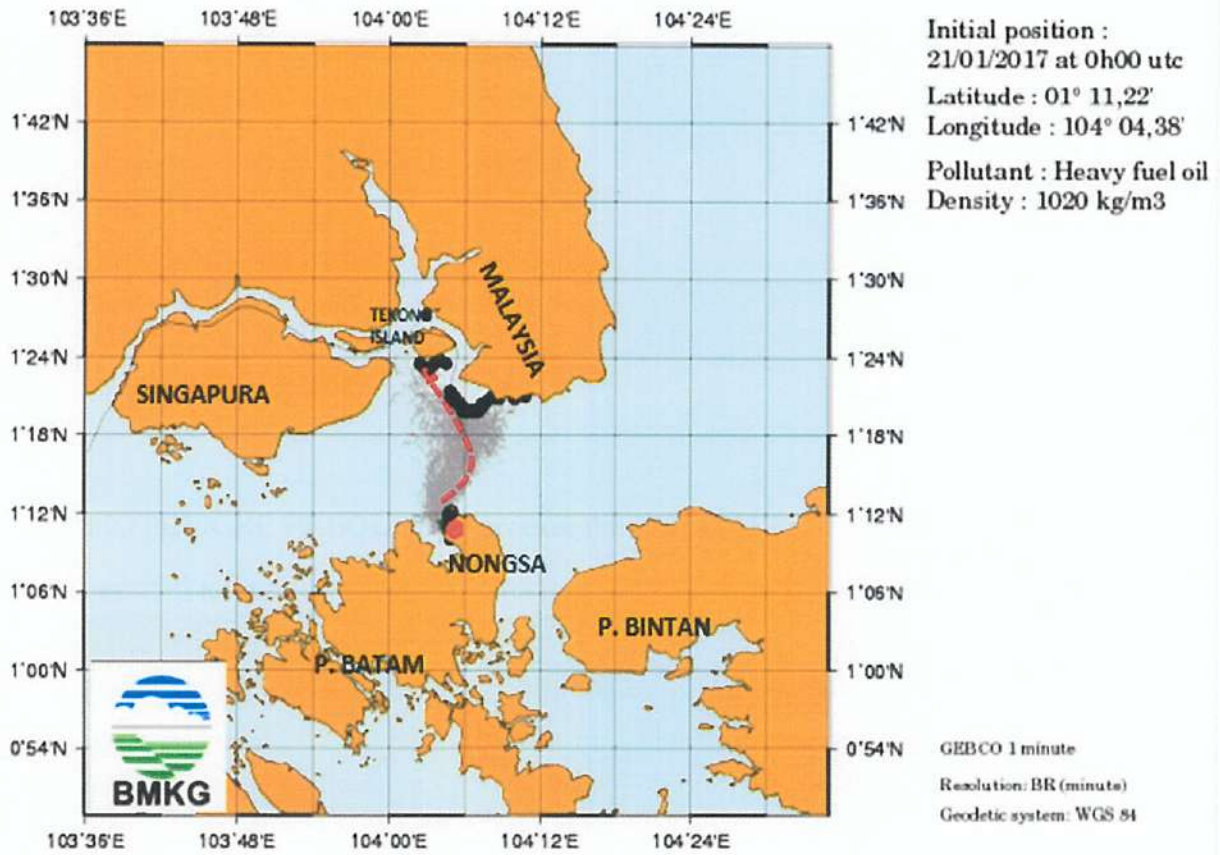 103°36'E 103°48'E 104°00'E 104°12'E 104°24'E
Initial position :
21/01/2017 at 0h00 utc
Latitude : 01° 11,22'
Longitude : 104° 04,38'
Pollutant : Heavy fuel oil
Density : 1020 kg/m3
1°42'N 1°42'N
1°36'N 1°36'N
1°30'N 1°30'N
MALAYSIA
TEKONG
ISLAND
1°24'N 1°24'N
SINGAPURA
1°18'N 1°18'N
1°12'N 1°12'N
NONGSA
1°06'N 1°06'N
P. BINTAN
P. BATAM
1°00'N 1°00'N
0°54'N 0°54'N
BMKG
GEBCO 1 minute
Resolution: BR (minute)
Geodetic system: WGS 84
103°36'E 103°48'E 104°00'E 104°12'E 104°24'E